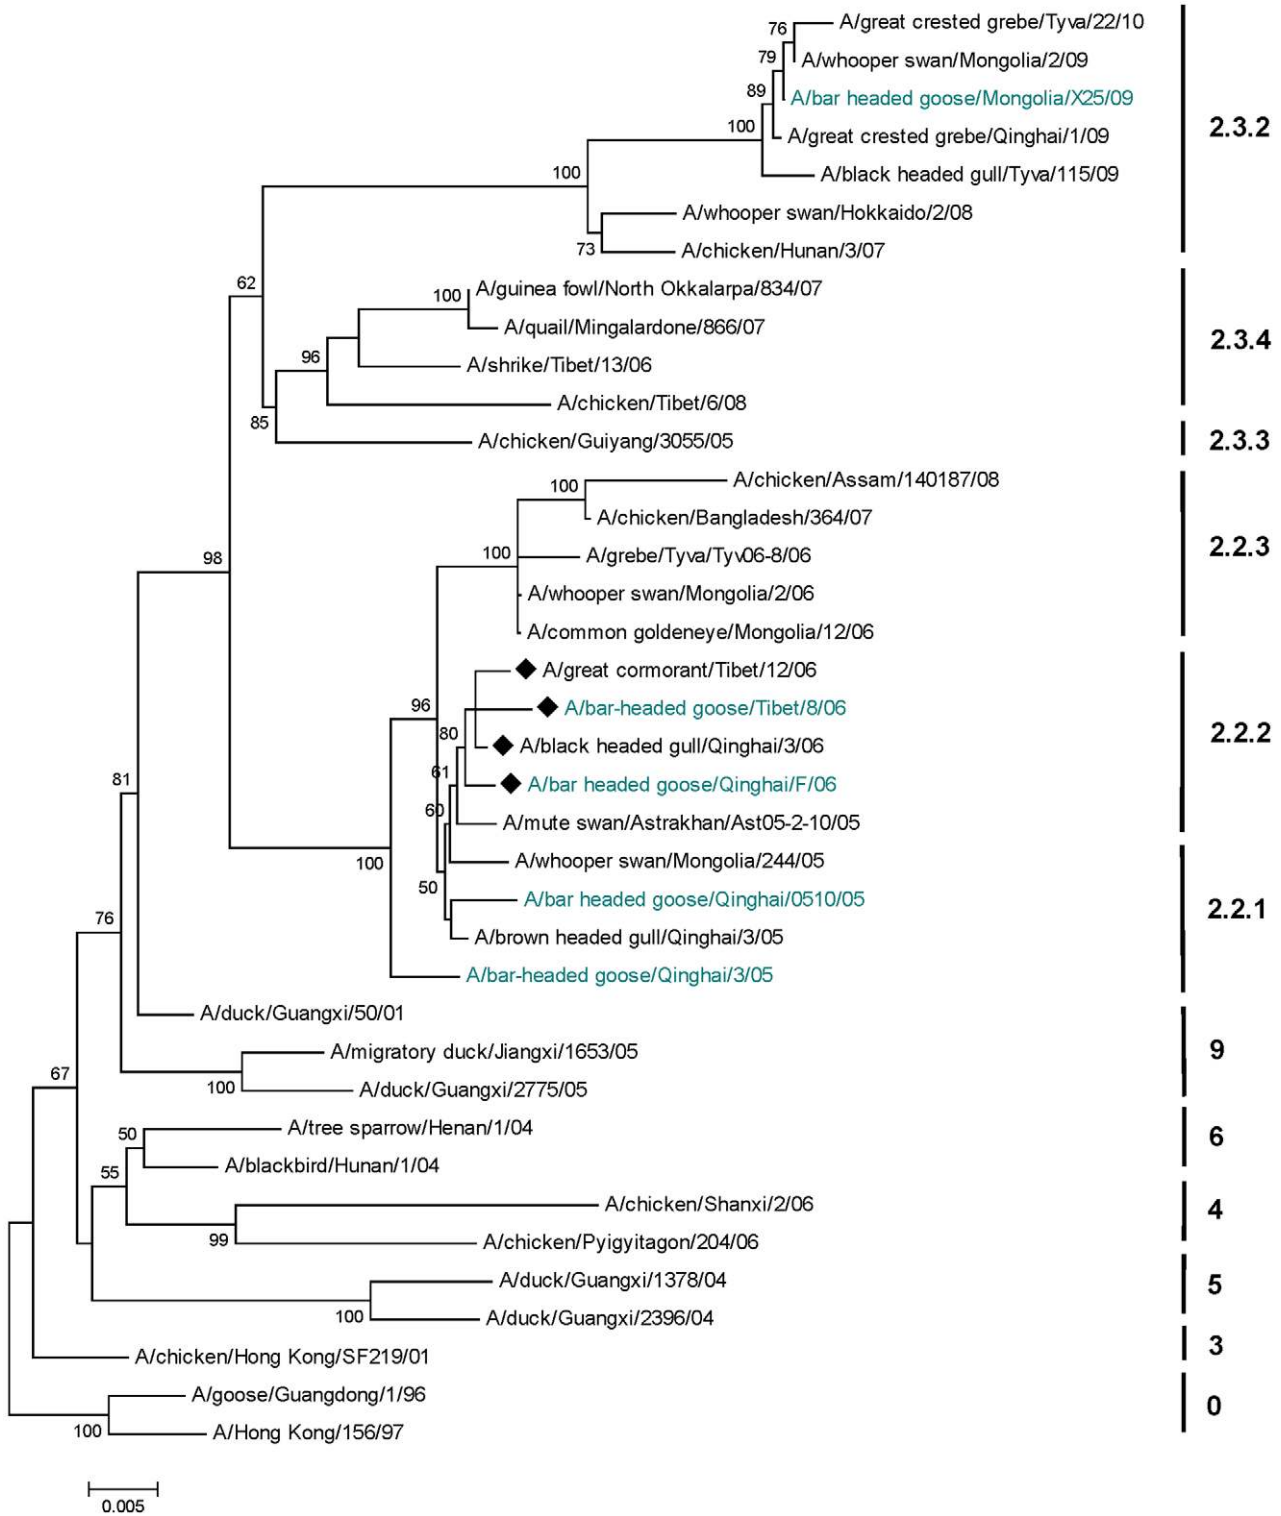 A/great crested grebe/Tyva/22/10
76
A/whooper swan/Mongolia/2/09
79
A/bar headed goose/Mongolia/X25/09
89
2.3.2
100
A/great crested grebe/Qinghai/1/09
A/black headed gull/Tyva/115/09
100
A/whooper swan/Hokkaido/2/08
73
A/chicken/Hunan/3/07
62
A/guinea fowl/North Okkalarpa/834/07
100
A/quail/Mingalardone/866/07
2.3.4
96
A/shrike/Tibet/13/06
A/chicken/Tibet/6/08
85
A/chicken/Guiyang/3055/05
2.3.3
A/chicken/Assam/140187/08
100
A/chicken/Bangladesh/364/07
98
100
A/grebe/Tyva/Tyv06-8/06
2.2.3
A/whooper swan/Mongolia/2/06
A/common goldeneye/Mongolia/12/06
A/great cormorant/Tibet/12/06
96
A/bar-headed goose/Tibet/8/06
80
2.2.2
A/black headed gull/Qinghai/3/06
81
61
A/bar headed goose/Qinghai/F/06
60
A/mute swan/Astrakhan/Ast05-2-10/05
100
A/whooper swan/Mongolia/244/05
50
A/bar headed goose/Qinghai/0510/05
2.2.1
76
A/brown headed gull/Qinghai/3/05
A/bar-headed goose/Qinghai/3/05
A/duck/Guangxi/50/01
67
A/migratory duck/Jiangxi/1653/05
9
100
A/duck/Guangxi/2775/05
50
A/tree sparrow/Henan/1/04
6
55
A/blackbird/Hunan/1/04
A/chicken/Shanxi/2/06
4
99
A/chicken/Pyigyitagon/204/06
A/duck/Guangxi/1378/04
5
100
A/duck/Guangxi/2396/04
A/chicken/Hong Kong/SF219/01
3
A/goose/Guangdong/1/96
0
100
A/Hong Kong/156/97
0.005